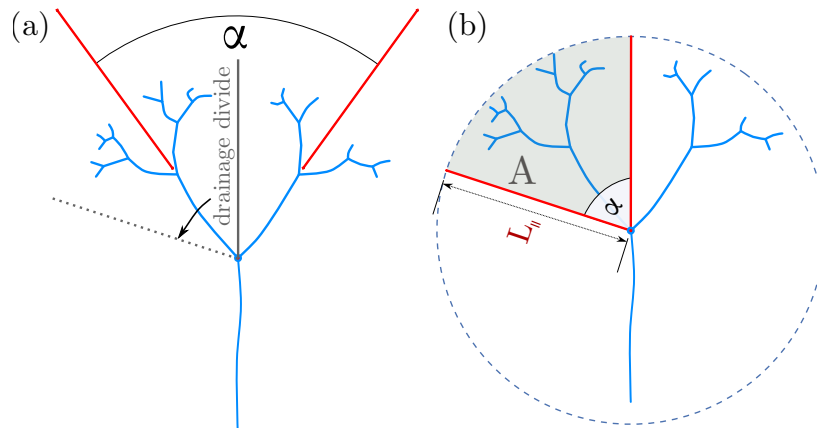 (a)
α
drainage divide
(b)
A
α
L॥